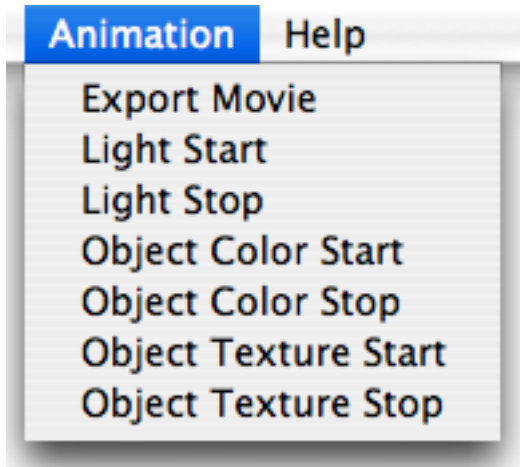 Animation Help
Export Movie
Light Start
Light Stop
Object Color Start
Object Color Stop
Object Texture Start
Object Texture Stop